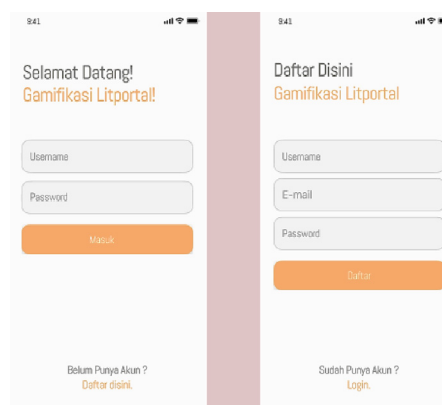 9:41
Selamat Datang!
Gamifikasi Litportal!
Username
Password
Masuk
Belum Punya Akun ?
Daftar disini.
9:41
Daftar Disini
Gamifikasi Litportal
Username
E-mail
Password
Daftar
Sudah Punya Akun ?
Login.